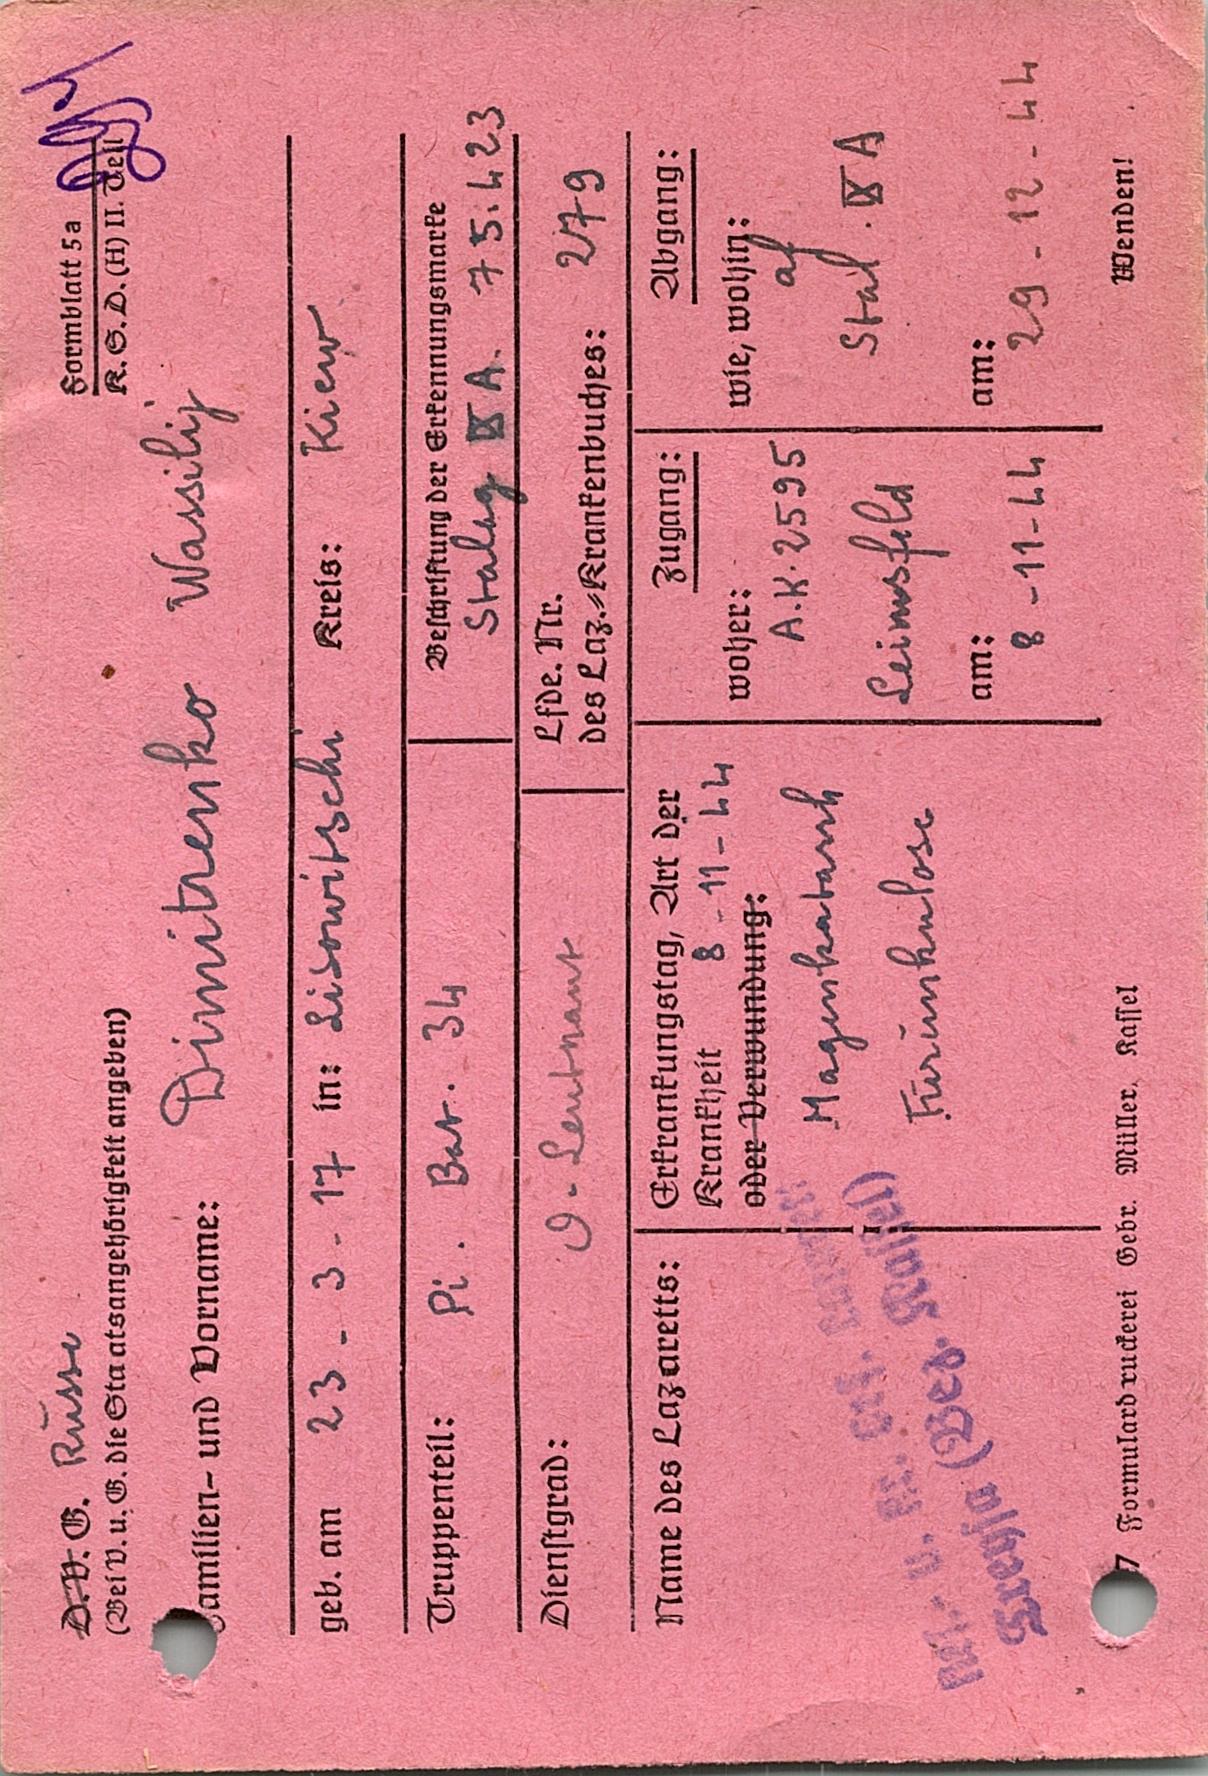 D. V. G. Russe
Formblatt 5a
K. S. D. (H) II. Teil
(Bei V. u. G. die Staatsangehörigkeit angeben)
Familien- und Vorname: Dimitrenko Wassilij
geb. am 23-3-17 in: Lisowitschi Kreis: Kiew
Truppenteil: Pi. Bat. 34
Beschriftung der Erkennungsmarke
Stalag IX A. 75423
Dienstgrad: O-Leutnant
Lfde. Nr.
des Laz.-Krankenbuches: 279
Name des Lazaretts:
Treysa (Bez. Kassel)
Erkrankungstag, Art der
Krankheit 8-11-44
oder Verwundung:
Magenkatarrh
Furunkulose
Zugang:
woher:
A.K. 2595
Leimsfeld
am:
8-11-44
Abgang:
wie, wohin:
af
Stal. IX A
am:
29-12-44
Wenden!
7 Formulardruckerei Gebr. Müller, Kassel